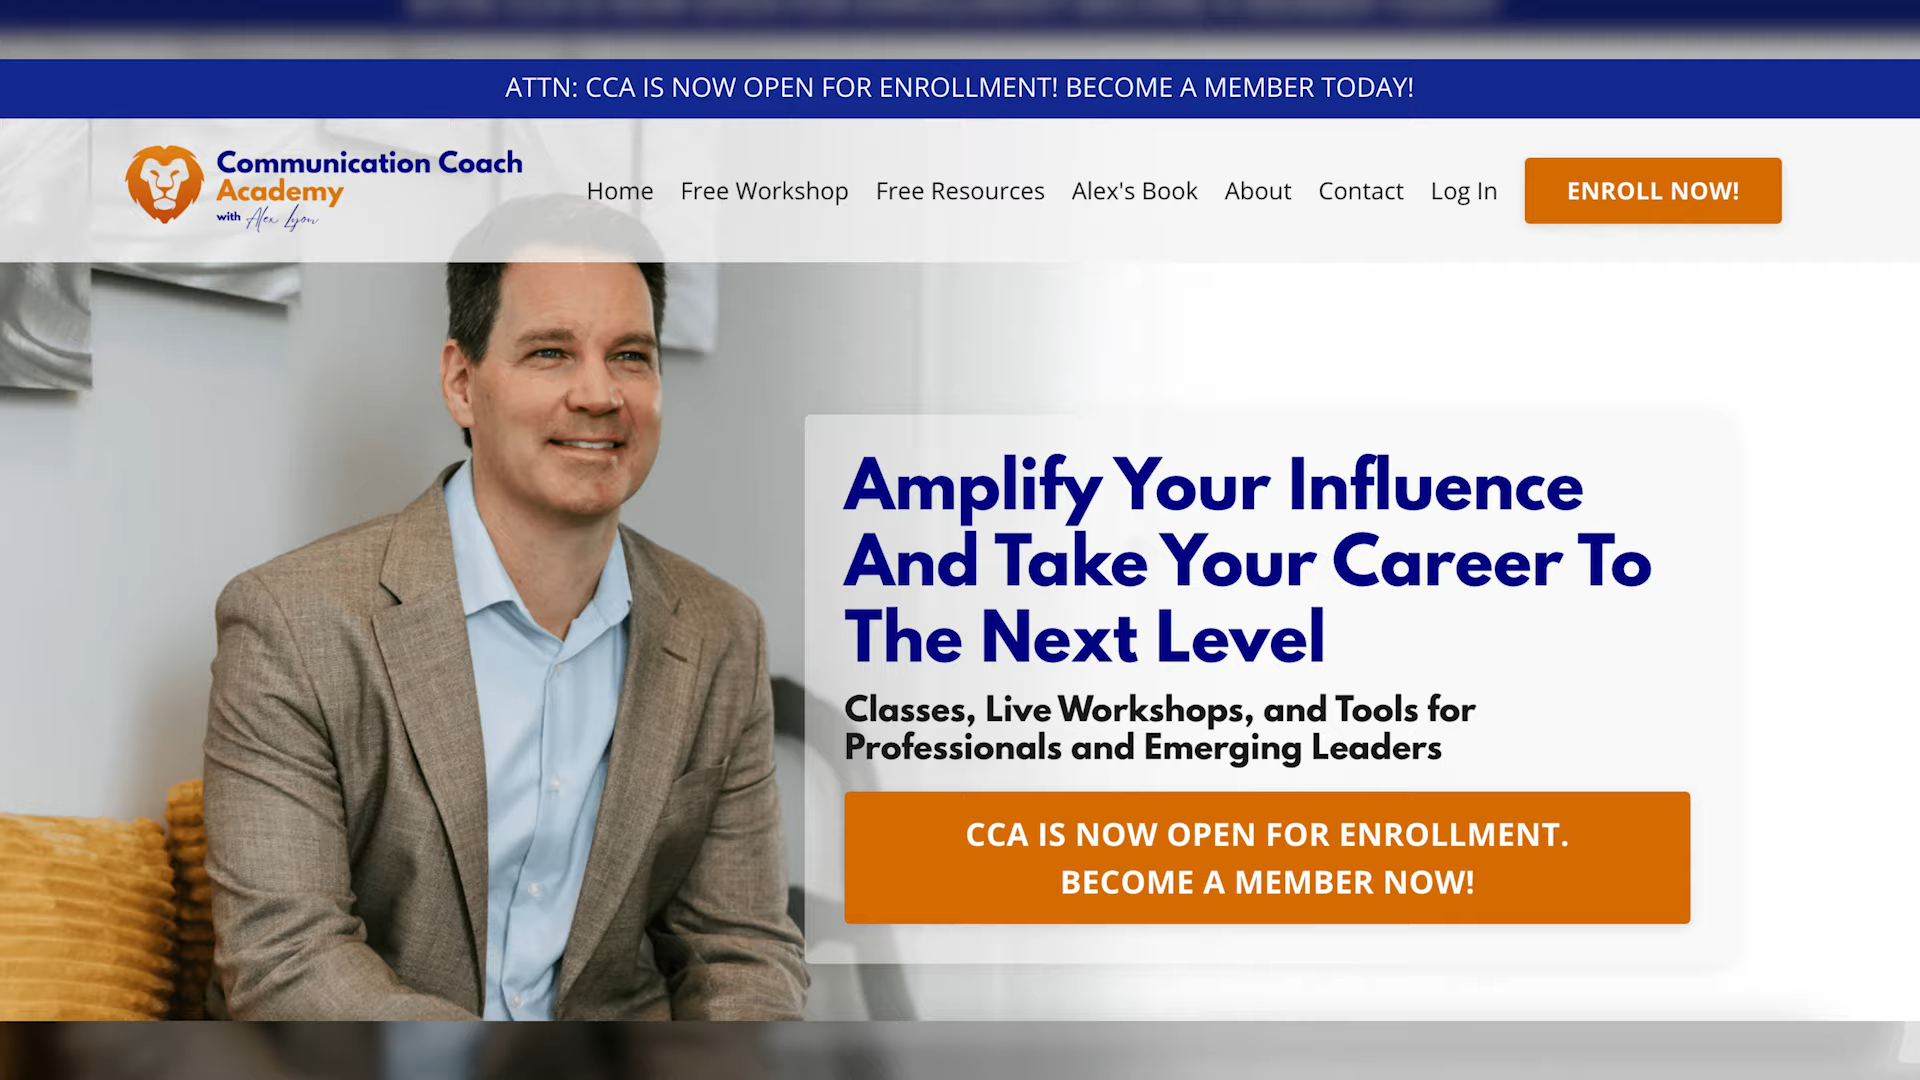 ATTN: CCA IS NOW OPEN FOR ENROLLMENT! BECOME A MEMBER TODAY!
Communication Coach
Academy
with Alex Lyon
Home Free Workshop Free Resources Alex's Book About Contact Log In ENROLL NOW!
Amplify Your Influence
And Take Your Career To
The Next Level
Classes, Live Workshops, and Tools for
Professionals and Emerging Leaders
CCA IS NOW OPEN FOR ENROLLMENT.
BECOME A MEMBER NOW!